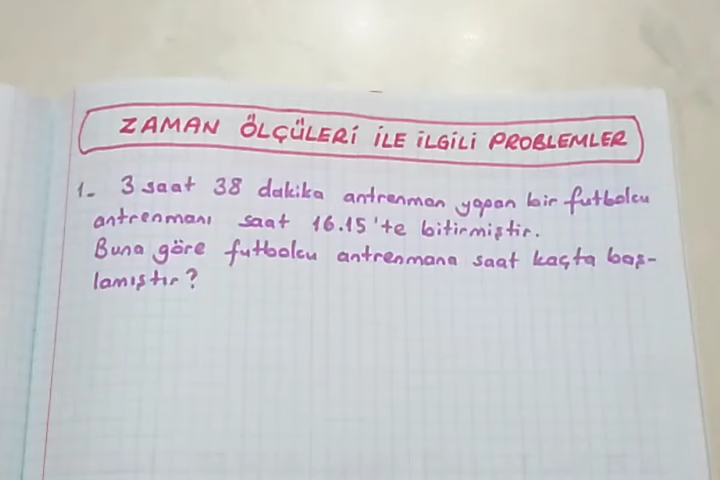 ZAMAN ÖLÇÜLERİ İLE İLGİLİ PROBLEMLER
1- 3 saat 38 dakika antrenman yapan bir futbolcu
antrenmanı saat 16.15'te bitirmiştir.
Buna göre futbolcu antrenmana saat kaçta baş-
lamıştır?